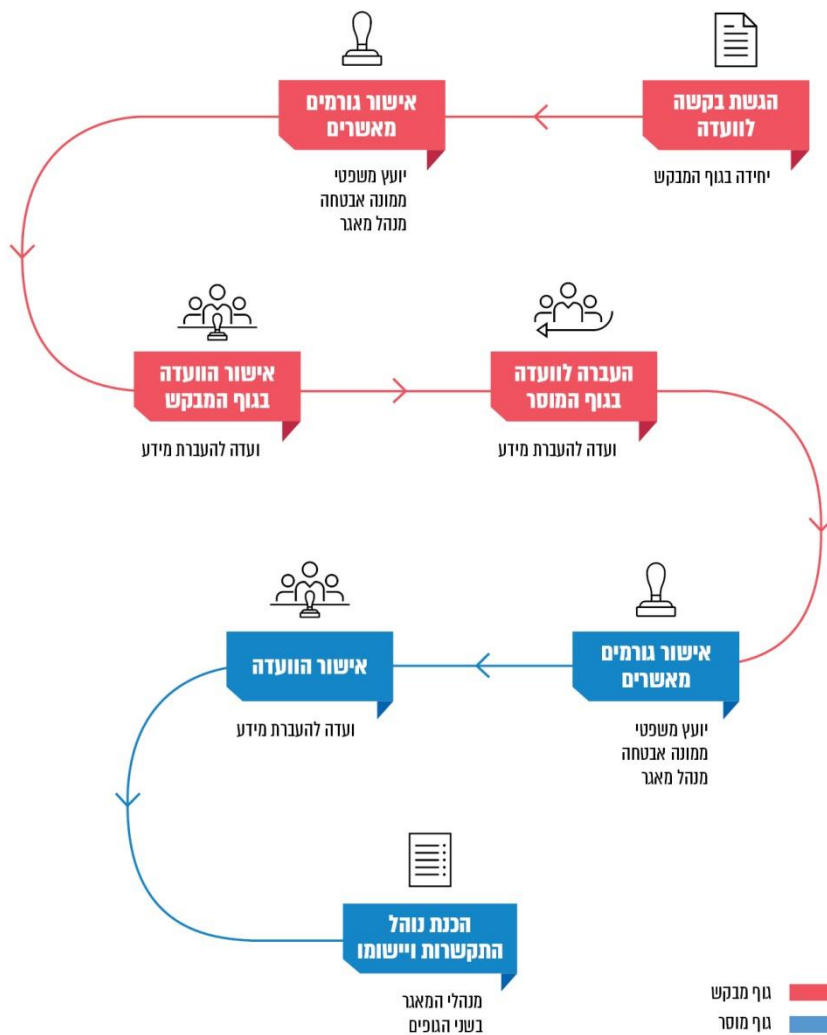 הגשת בקשה
לוועדה
יחידה בגוף המבקש
אישור גורמים
מאשרים
יועץ משפטי
ממונה אבטחה
מנהל מאגר
אישור הוועדה
בגוף המבקש
ועדה להעברת מידע
העברה לוועדה
בגוף המוסר
ועדה להעברת מידע
אישור גורמים
מאשרים
יועץ משפטי
ממונה אבטחה
מנהל מאגר
אישור הוועדה
ועדה להעברת מידע
הכנת נוהל
התקשרות ויישומו
מנהלי המאגר
בשני הגופים
גוף מבקש
גוף מוסר